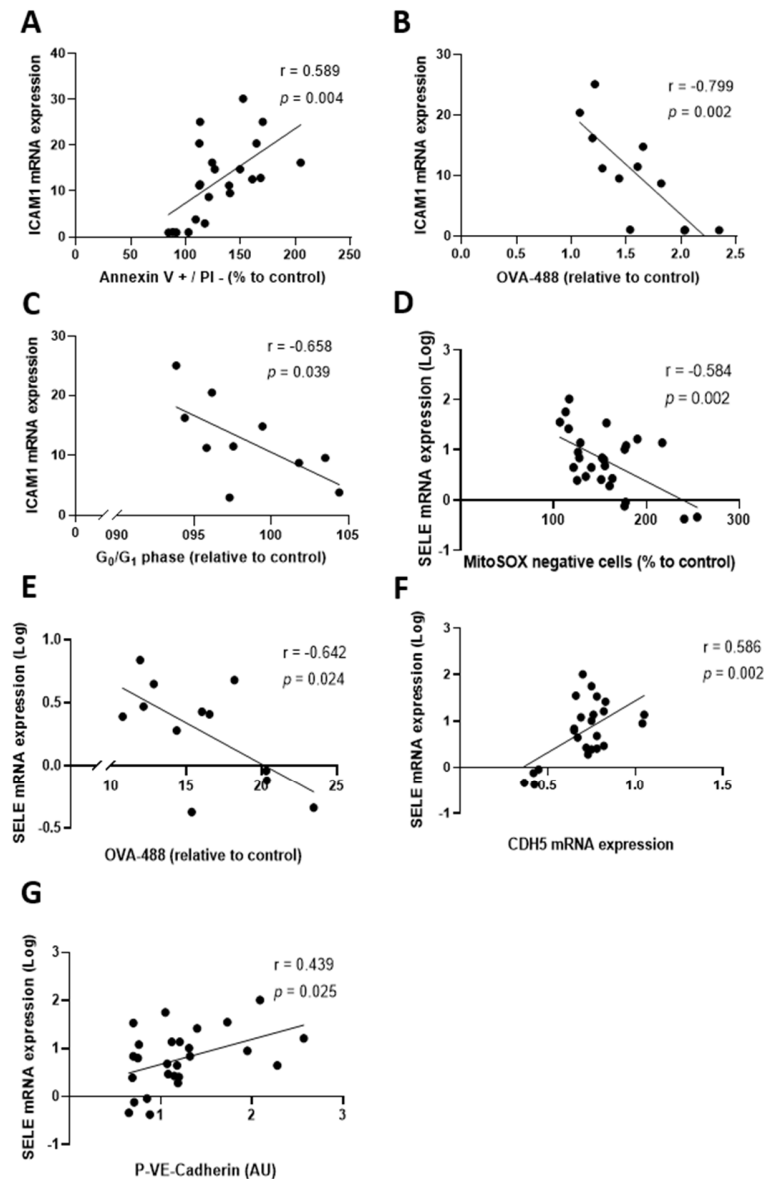 A
ICAM1 mRNA expression
40
30
20
10
0
r = 0.589
p = 0.004
0 50 100 150 200 250
Annexin V + / PI - (% to control)
B
ICAM1 mRNA expression
30
20
10
0
r = -0.799
p = 0.002
0.0 0.5 1.0 1.5 2.0 2.5
OVA-488 (relative to control)
C
ICAM1 mRNA expression
30
20
10
0
r = -0.658
p = 0.039
0 090 095 100 105
G0/G1 phase (relative to control)
D
SELE mRNA expression (Log)
3
2
1
0
-1
r = -0.584
p = 0.002
100 200 300
MitoSOX negative cells (% to control)
E
SELE mRNA expression (Log)
1.0
0.5
0.0
-0.5
r = -0.642
p = 0.024
10 15 20 25
OVA-488 (relative to control)
F
SELE mRNA expression (Log)
3
2
1
0
-1
r = 0.586
p = 0.002
0.5 1.0 1.5
CDH5 mRNA expression
G
SELE mRNA expression (Log)
3
2
1
0
-1
r = 0.439
p = 0.025
1 2 3
P-VE-Cadherin (AU)